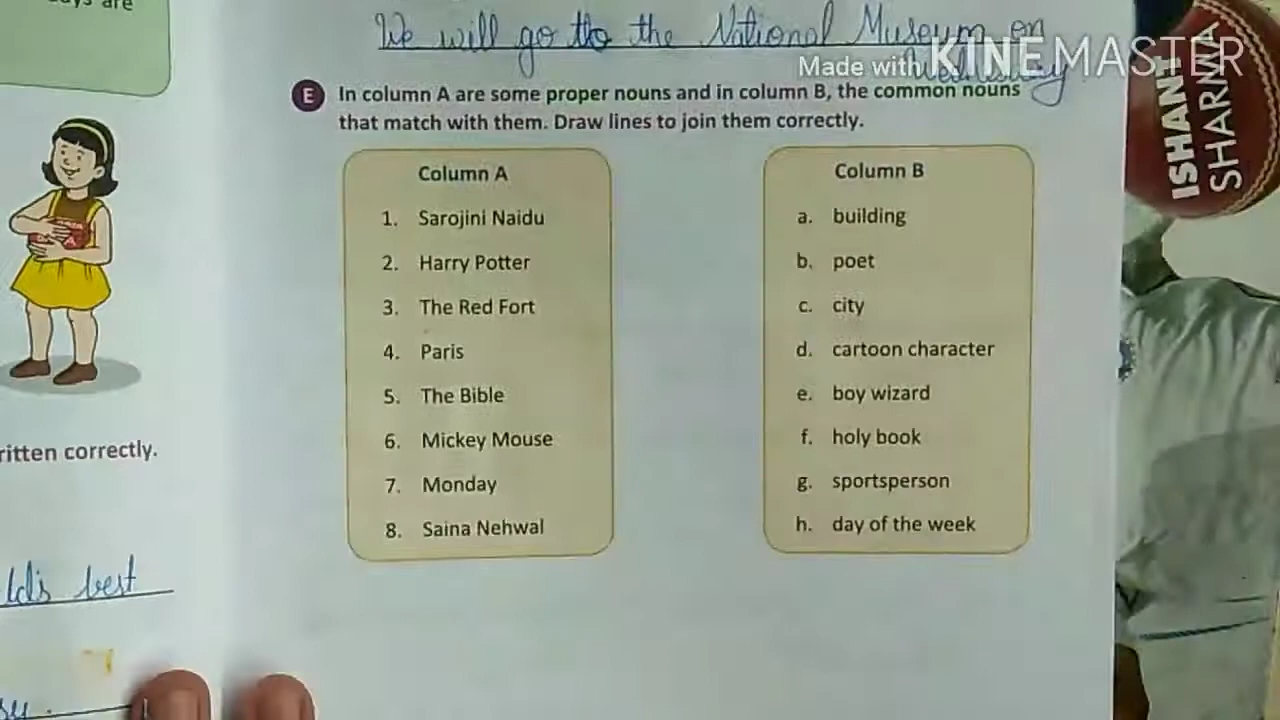 We will go to the National Museum on
Made with KINEMASTER
Wednesday
E In column A are some proper nouns and in column B, the common nouns
that match with them. Draw lines to join them correctly.
Column A
1. Sarojini Naidu
2. Harry Potter
3. The Red Fort
4. Paris
5. The Bible
6. Mickey Mouse
7. Monday
8. Saina Nehwal
Column B
a. building
b. poet
c. city
d. cartoon character
e. boy wizard
f. holy book
g. sportsperson
h. day of the week
ISHANT
SHARMA
ritten correctly.
ld's best